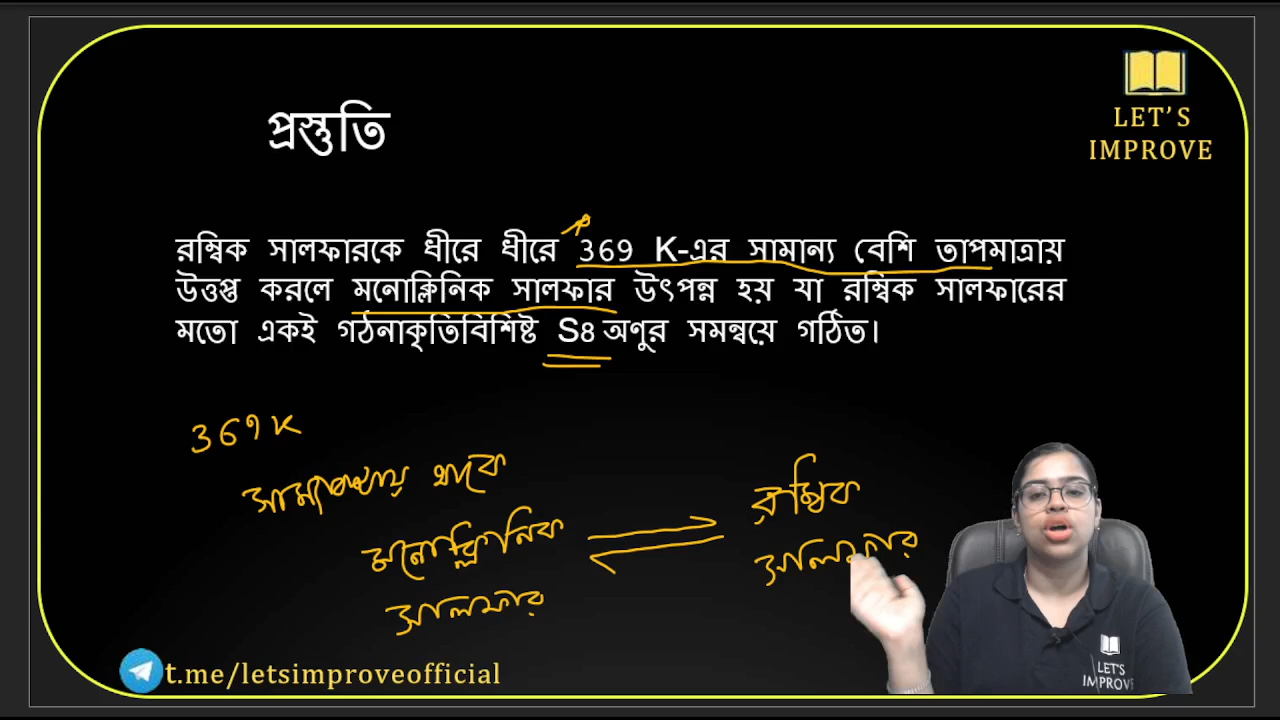 প্রস্তুতি
LET'S
IMPROVE
রম্বিক সালফারকে ধীরে ধীরে 369 K-এর সামান্য বেশি তাপমাত্রায়
উত্তপ্ত করলে মনোক্লিনিক সালফার উৎপন্ন হয় যা রম্বিক সালফারের
মতো একই গঠনাকৃতিবিশিষ্ট S8 অণুর সমন্বয়ে গঠিত।
369 K
সাম্যাবস্থায় থাকে
মনোক্লিনিক ⇌ রম্বিক
সালফার সালফার
LET'S
IMPROVE
t.me/letsimproveofficial